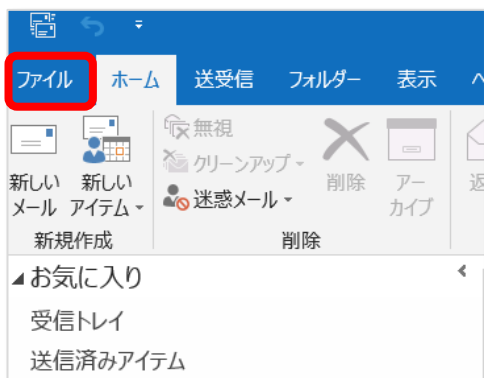 ファイル ホーム 送受信 フォルダー 表示 ヘ
無視
クリーンアップ
新しい 新しい 迷惑メール 削除 アー 返
メール アイテム カイブ
新規作成 削除
お気に入り
受信トレイ
送信済みアイテム